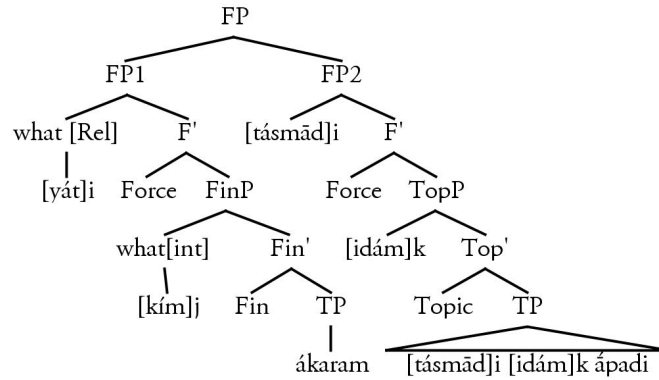 FP
FP1 FP2
what [Rel] F' [tásmād]i F'
[yát]i Force FinP Force TopP
what[int] Fin' [idám]k Top'
[kím]j Fin TP Topic TP
ákaram [tásmād]i [idám]k ā́padi